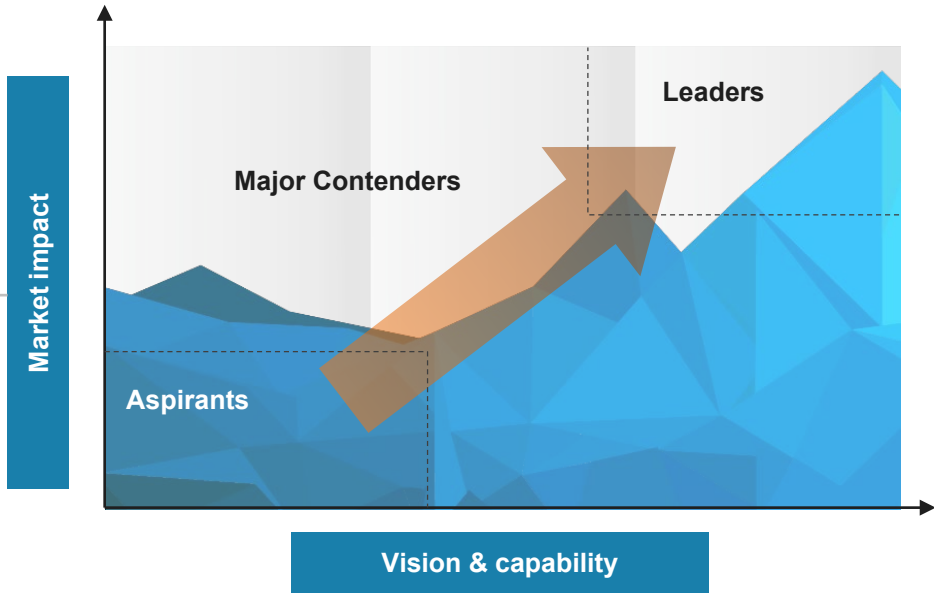 Leaders
Major Contenders
Market impact
Aspirants
Vision & capability